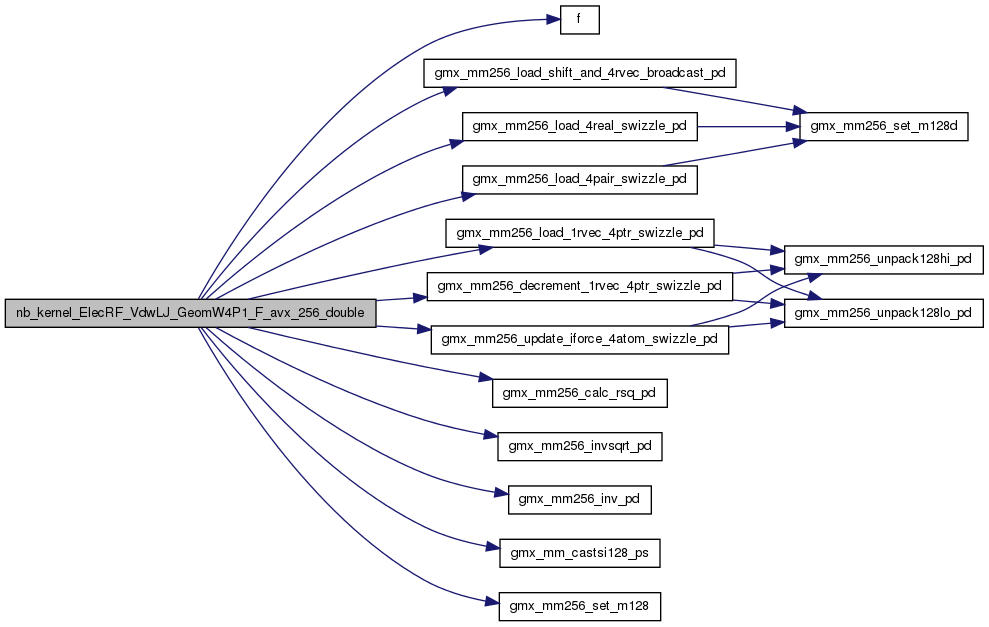 f
gmx_mm256_load_shift_and_4rvec_broadcast_pd
gmx_mm256_load_4real_swizzle_pd
gmx_mm256_set_m128d
gmx_mm256_load_4pair_swizzle_pd
gmx_mm256_load_1rvec_4ptr_swizzle_pd
gmx_mm256_unpack128hi_pd
gmx_mm256_decrement_1rvec_4ptr_swizzle_pd
nb_kernel_ElecRF_VdwLJ_GeomW4P1_F_avx_256_double
gmx_mm256_unpack128lo_pd
gmx_mm256_update_iforce_4atom_swizzle_pd
gmx_mm256_calc_rsq_pd
gmx_mm256_invsqrt_pd
gmx_mm256_inv_pd
gmx_mm_castsi128_ps
gmx_mm256_set_m128